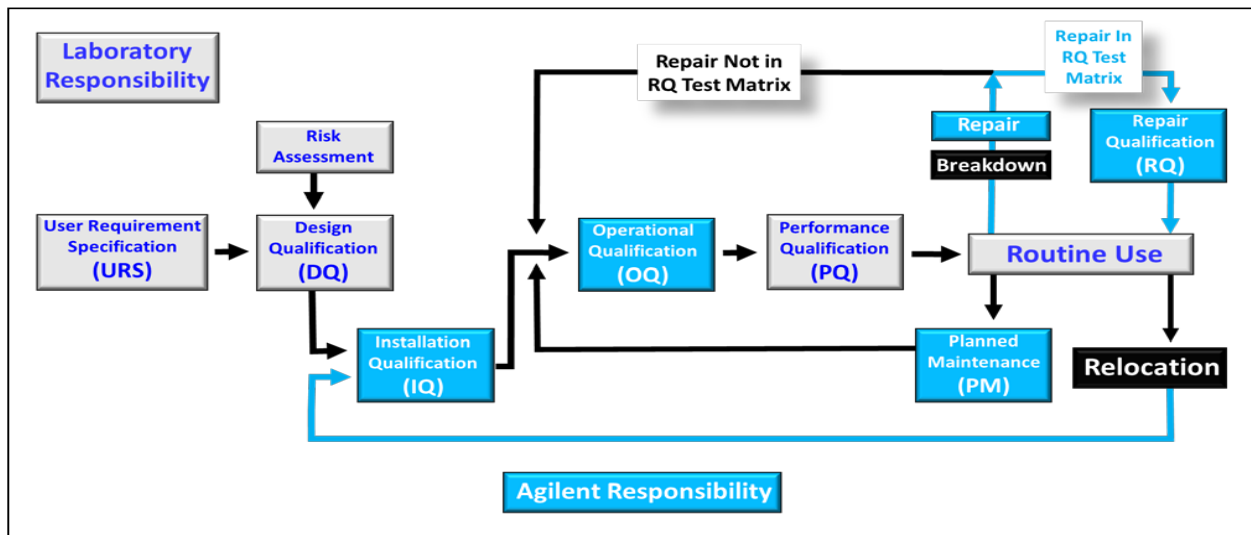 Laboratory
Responsibility
Repair Not in
RQ Test Matrix
Repair In
RQ Test
Matrix
Risk
Assessment
Repair
Breakdown
Repair
Qualification
(RQ)
User Requirement
Specification
(URS)
Design
Qualification
(DQ)
Operational
Qualification
(OQ)
Performance
Qualification
(PQ)
Routine Use
Installation
Qualification
(IQ)
Planned
Maintenance
(PM)
Relocation
Agilent Responsibility